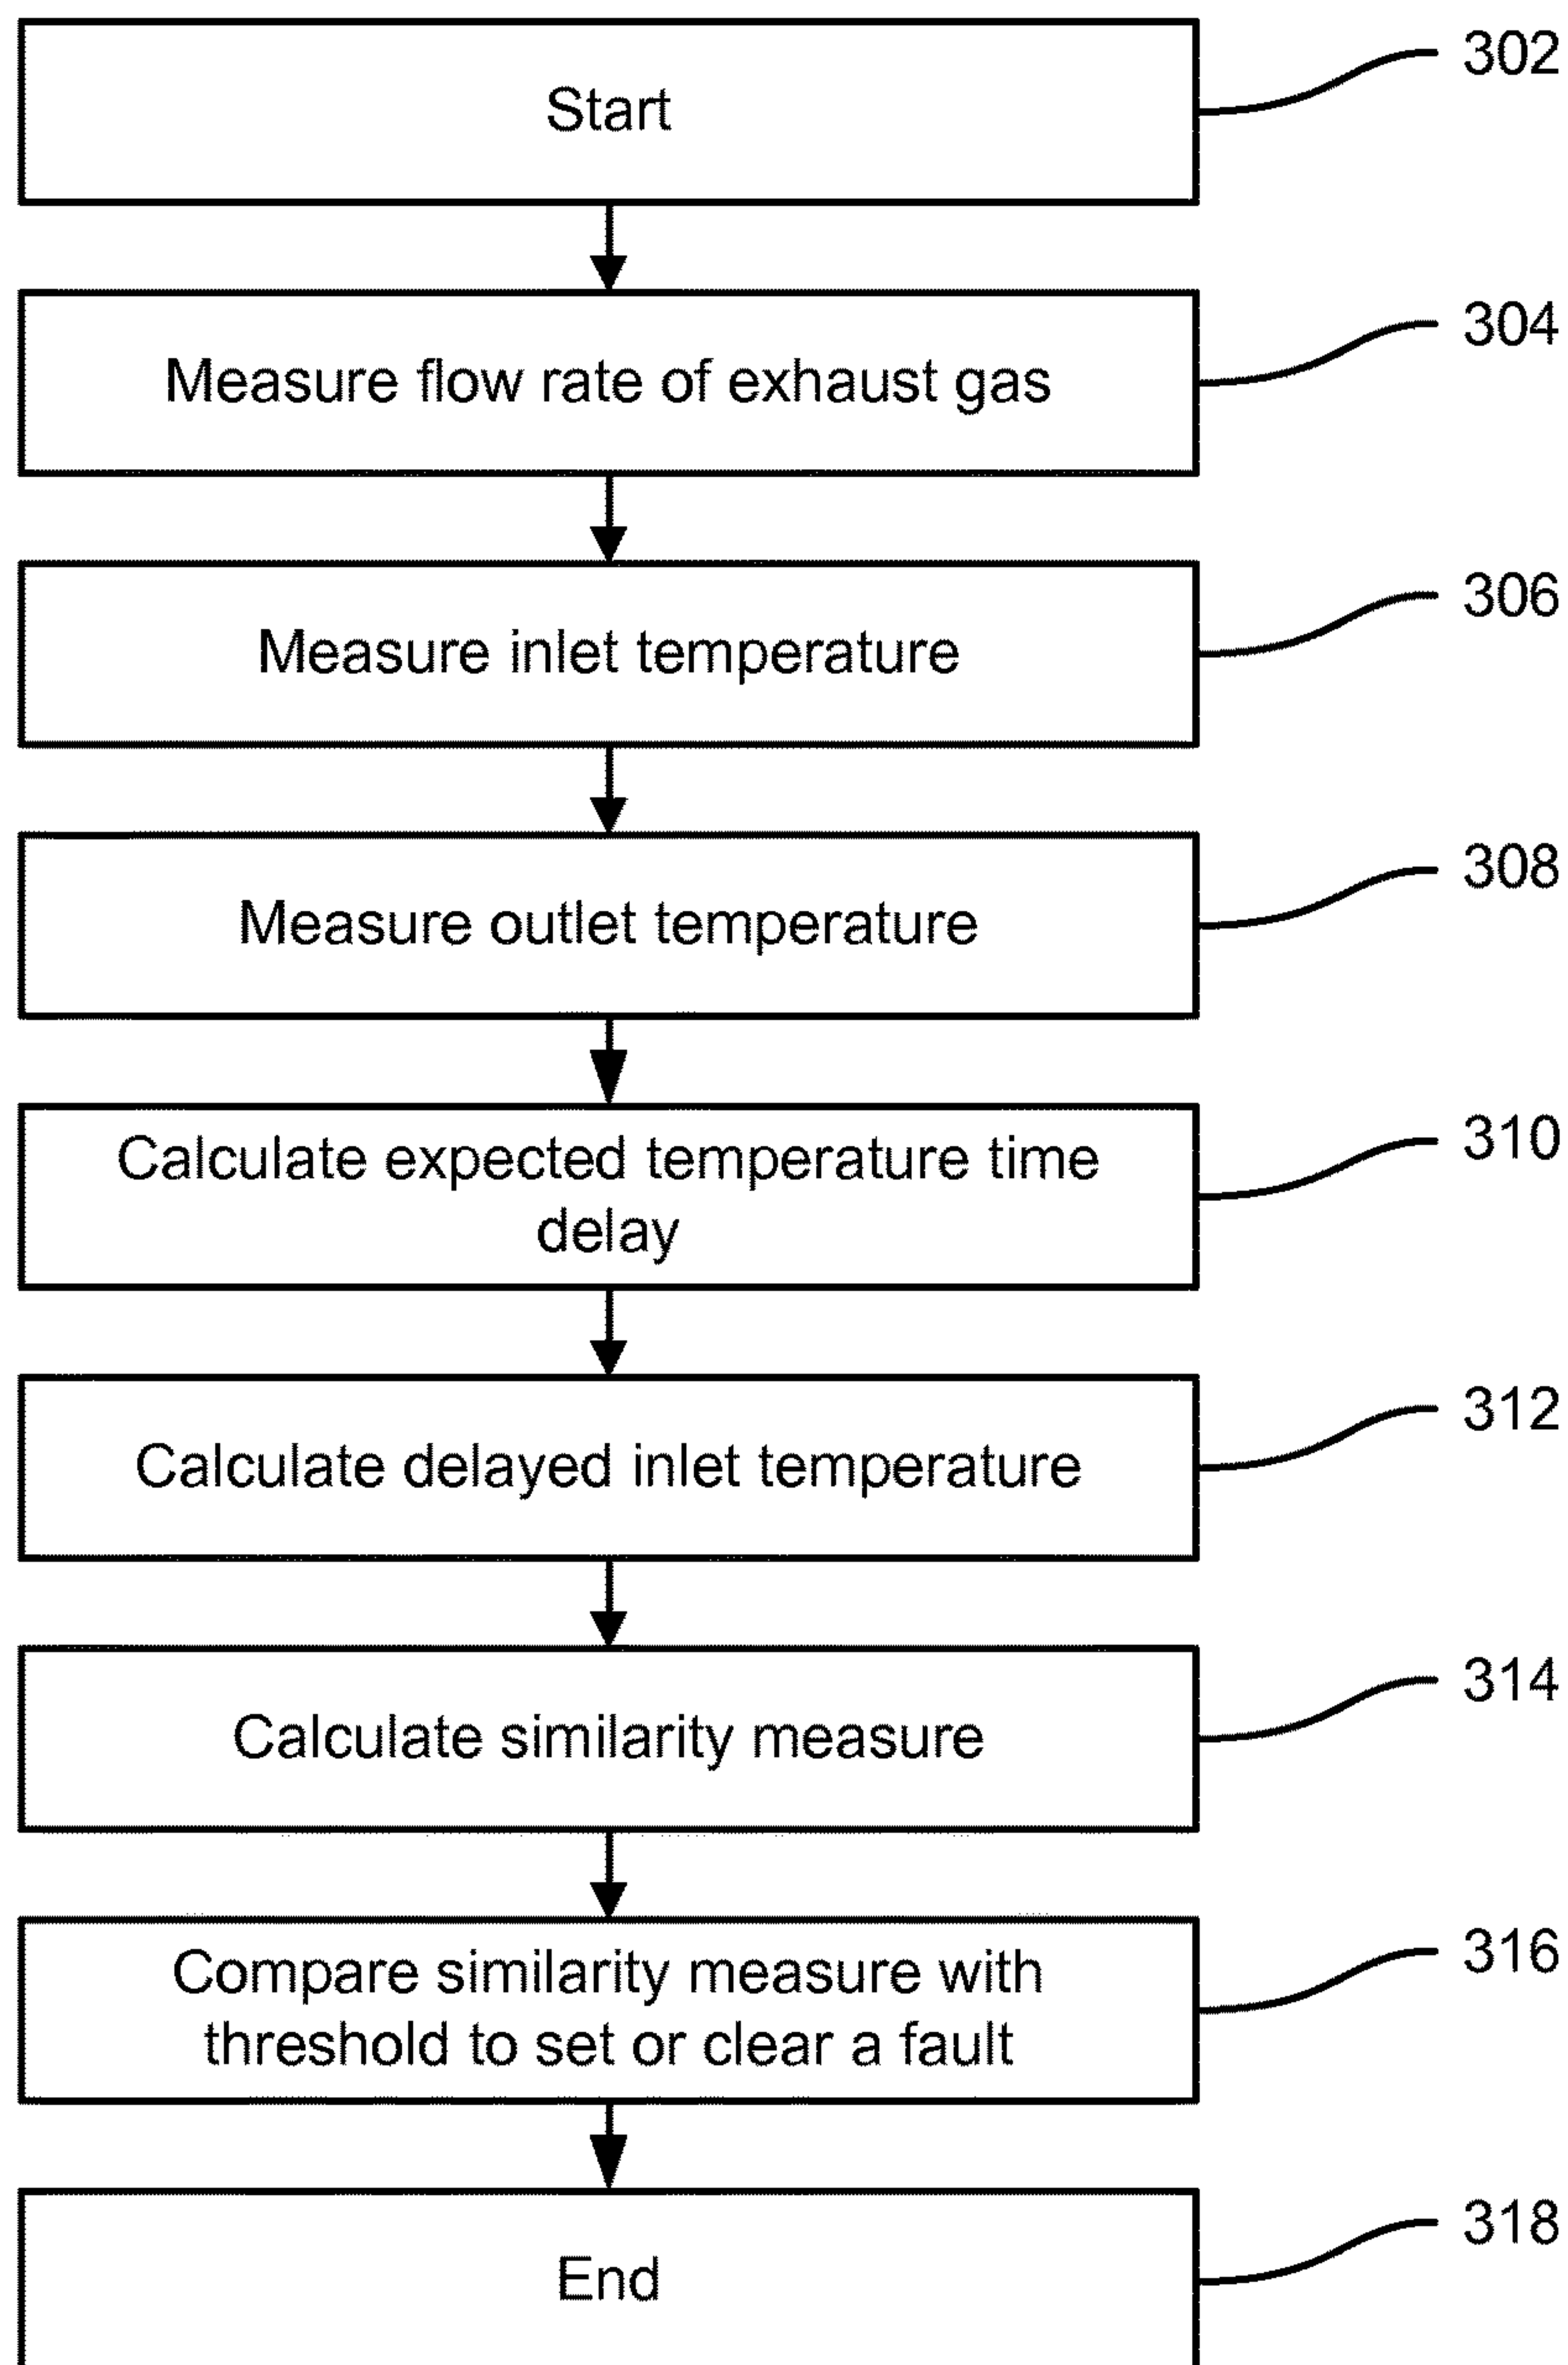 Start
302
Measure flow rate of exhaust gas
304
Measure inlet temperature
306
Measure outlet temperature
308
Calculate expected temperature time
delay
310
Calculate delayed inlet temperature
312
Calculate similarity measure
314
Compare similarity measure with
threshold to set or clear a fault
316
End
318